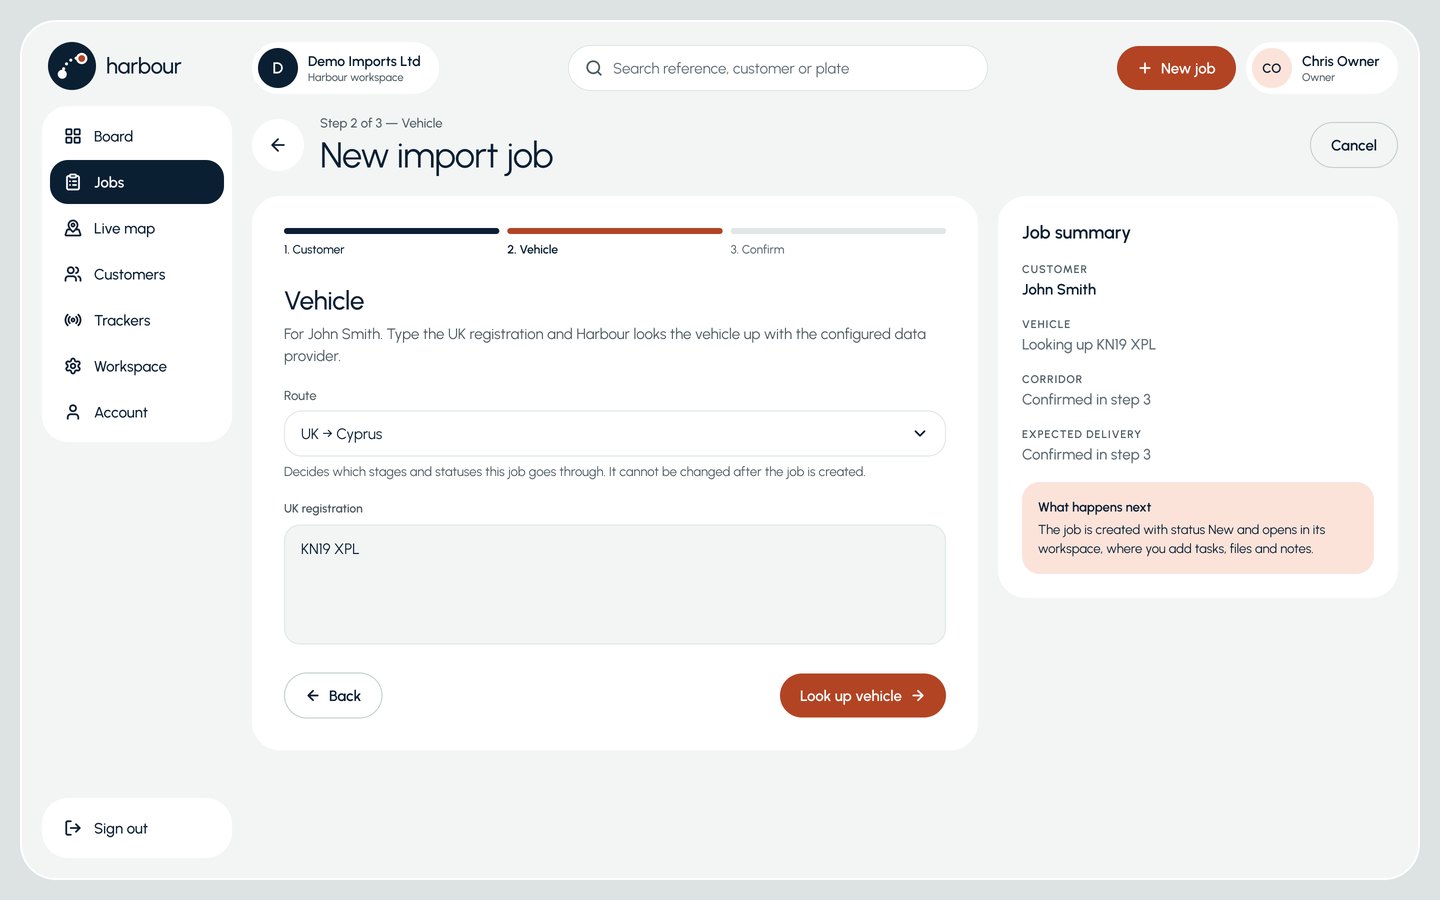 harbour
D
Demo Imports Ltd
Harbour workspace
Search reference, customer or plate
+ New job
CO
Chris Owner
Owner
Board
Jobs
Live map
Customers
Trackers
Workspace
Account
Sign out
Step 2 of 3 — Vehicle
New import job
Cancel
1. Customer
2. Vehicle
3. Confirm
Vehicle
For John Smith. Type the UK registration and Harbour looks the vehicle up with the configured data
provider.
Route
UK → Cyprus
Decides which stages and statuses this job goes through. It cannot be changed after the job is created.
UK registration
KN19 XPL
← Back
Look up vehicle →
Job summary
CUSTOMER
John Smith
VEHICLE
Looking up KN19 XPL
CORRIDOR
Confirmed in step 3
EXPECTED DELIVERY
Confirmed in step 3
What happens next
The job is created with status New and opens in its
workspace, where you add tasks, files and notes.